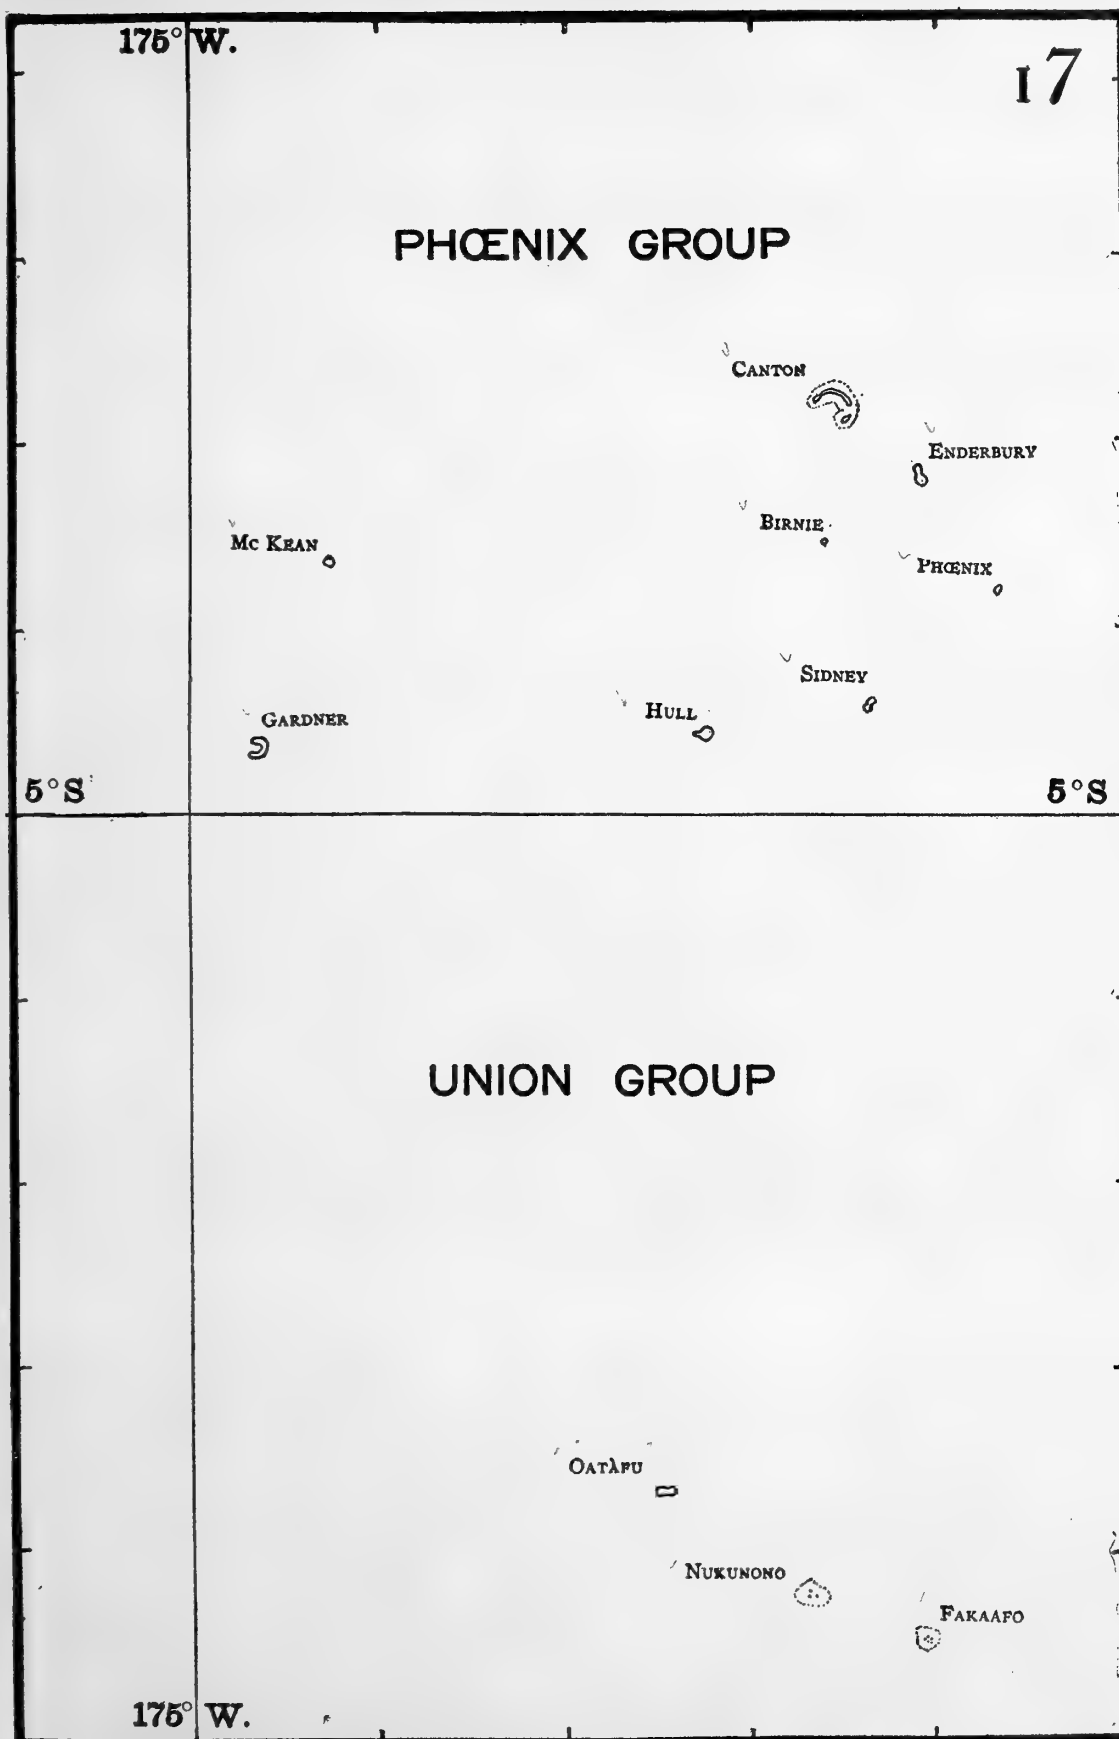 175° W.
17
PHŒNIX GROUP
CANTON
ENDERBURY
BIRNIE
MC KEAN
PHŒNIX
SIDNEY
HULL
GARDNER
5° S
5° S
UNION GROUP
OATÀFU
NUKUNONO
FAKAAFO
175° W.